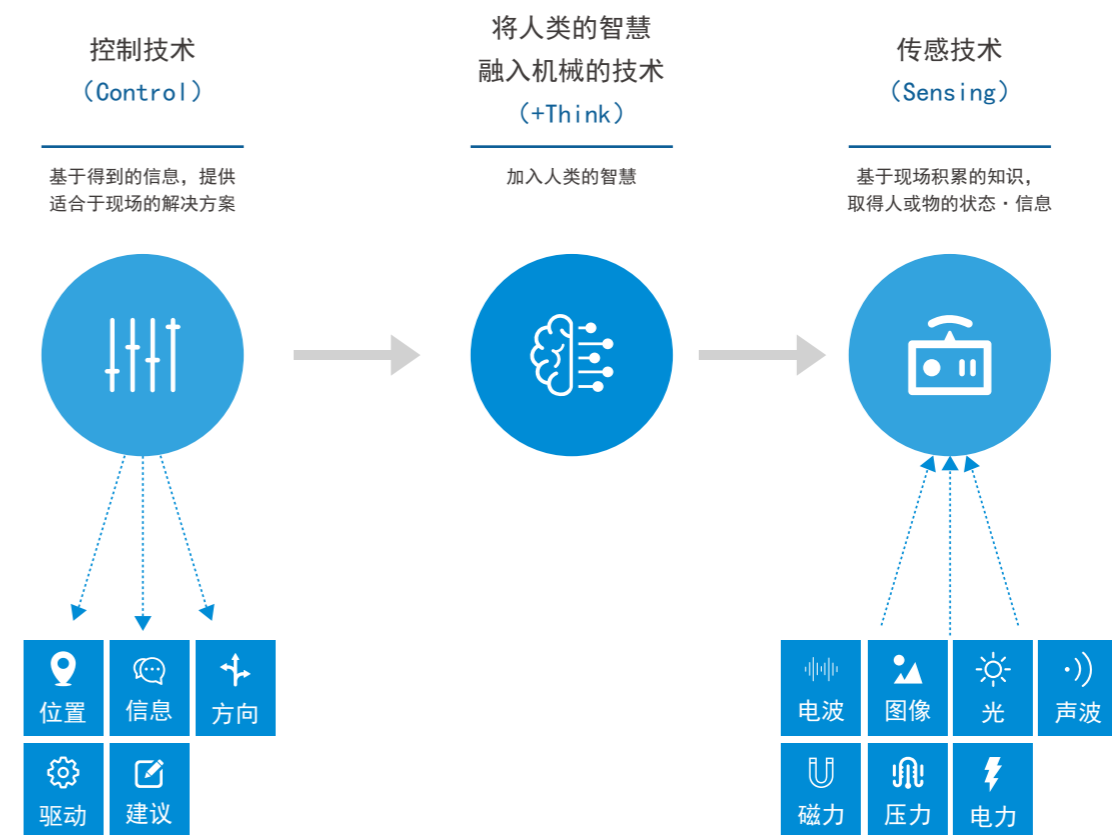 控制技术
（Control）
基于得到的信息，提供
适合于现场的解决方案
将人类的智慧
融入机械的技术
（+Think）
加入人类的智慧
传感技术
（Sensing）
基于现场积累的知识，
取得人或物的状态·信息
位置
信息
方向
驱动
建议
电波
图像
光
声波
磁力
压力
电力